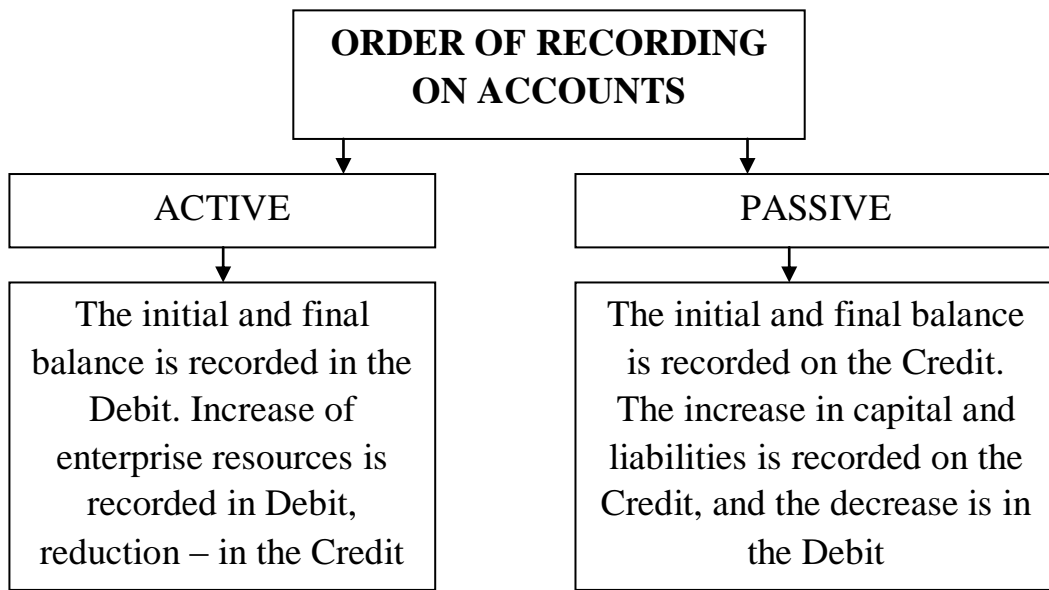 ORDER OF RECORDING
ON ACCOUNTS
ACTIVE
PASSIVE
The initial and final
balance is recorded in the
Debit. Increase of
enterprise resources is
recorded in Debit,
reduction – in the Credit
The initial and final balance
is recorded on the Credit.
The increase in capital and
liabilities is recorded on the
Credit, and the decrease is in
the Debit